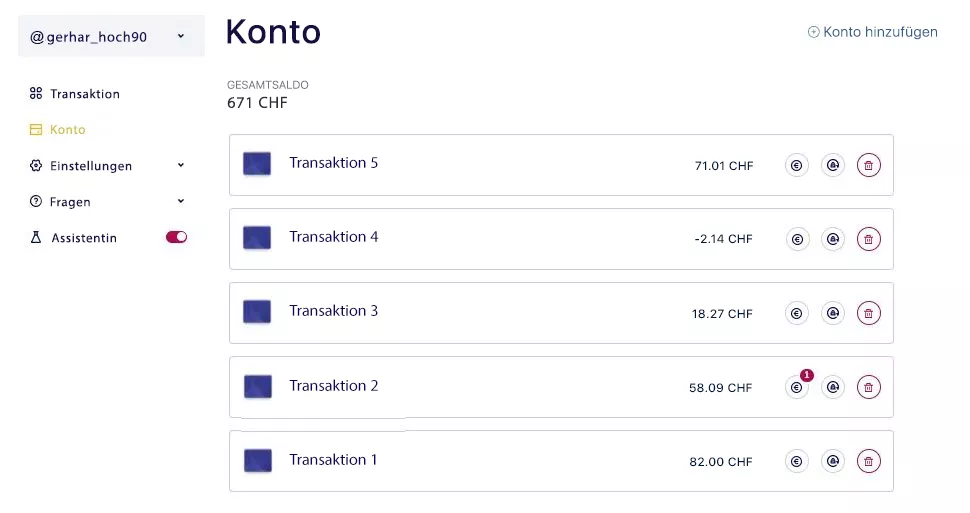 @gerhar_hoch90
Konto
Konto hinzufügen
GESAMTSALDO
671 CHF
Transaktion
Konto
Einstellungen
Fragen
Assistentin
Transaktion 5
71.01 CHF
Transaktion 4
-2.14 CHF
Transaktion 3
18.27 CHF
Transaktion 2
58.09 CHF
1
Transaktion 1
82.00 CHF